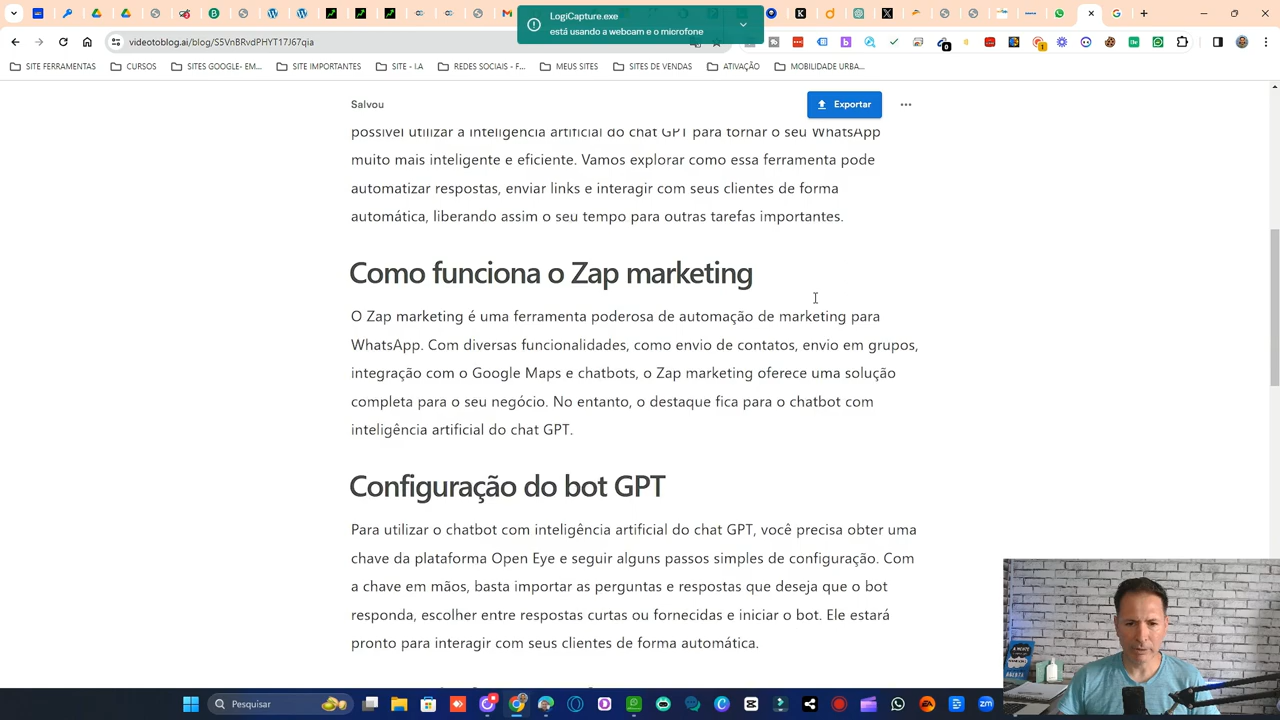 LogiCapture.exe
está usando a webcam e o microfone
videotoblog.ai/blog/S5VnBRvdPHYT17J67qia
SITE FERRAMENTAS
CURSOS
SITES GOOGLE-...
SITE IMPORTANTES
SITE - I.A
REDES SOCIAIS - F...
MEUS SITES
SITES DE VENDAS
ATIVAÇÃO
MOBILIDADE URBA...
Salvou
Exportar
possível utilizar a inteligência artificial do chat GPT para tornar o seu WhatsApp
muito mais inteligente e eficiente. Vamos explorar como essa ferramenta pode
automatizar respostas, enviar links e interagir com seus clientes de forma
automática, liberando assim o seu tempo para outras tarefas importantes.
Como funciona o Zap marketing
O Zap marketing é uma ferramenta poderosa de automação de marketing para
WhatsApp. Com diversas funcionalidades, como envio de contatos, envio em grupos,
integração com o Google Maps e chatbots, o Zap marketing oferece uma solução
completa para o seu negócio. No entanto, o destaque fica para o chatbot com
inteligência artificial do chat GPT.
Configuração do bot GPT
Para utilizar o chatbot com inteligência artificial do chat GPT, você precisa obter uma
chave da plataforma Open Eye e seguir alguns passos simples de configuração. Com
a chave em mãos, basta importar as perguntas e respostas que deseja que o bot
responda, escolher entre respostas curtas ou fornecidas e iniciar o bot. Ele estará
pronto para interagir com seus clientes de forma automática.
A MENTE
ABERTA
Pesquisar